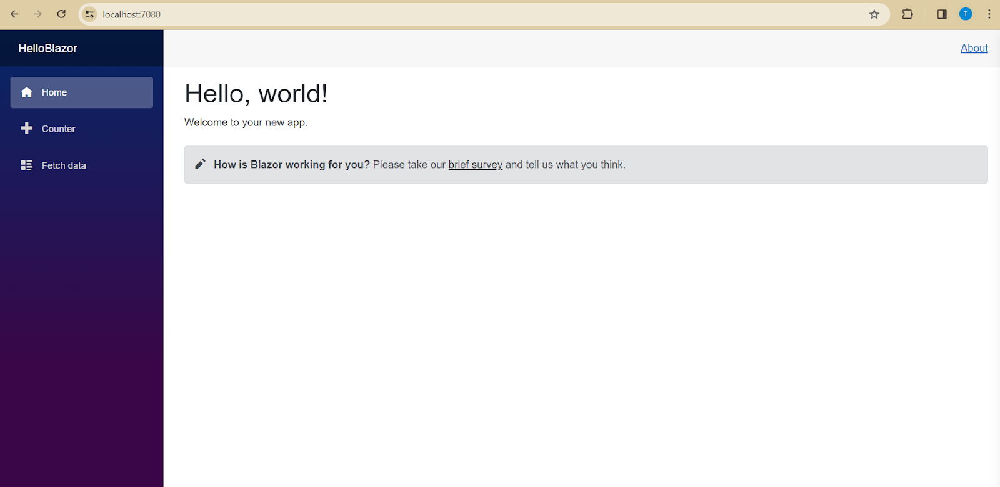 localhost:7080
T
HelloBlazor
About
Home
Counter
Fetch data
Hello, world!
Welcome to your new app.
How is Blazor working for you? Please take our brief survey and tell us what you think.